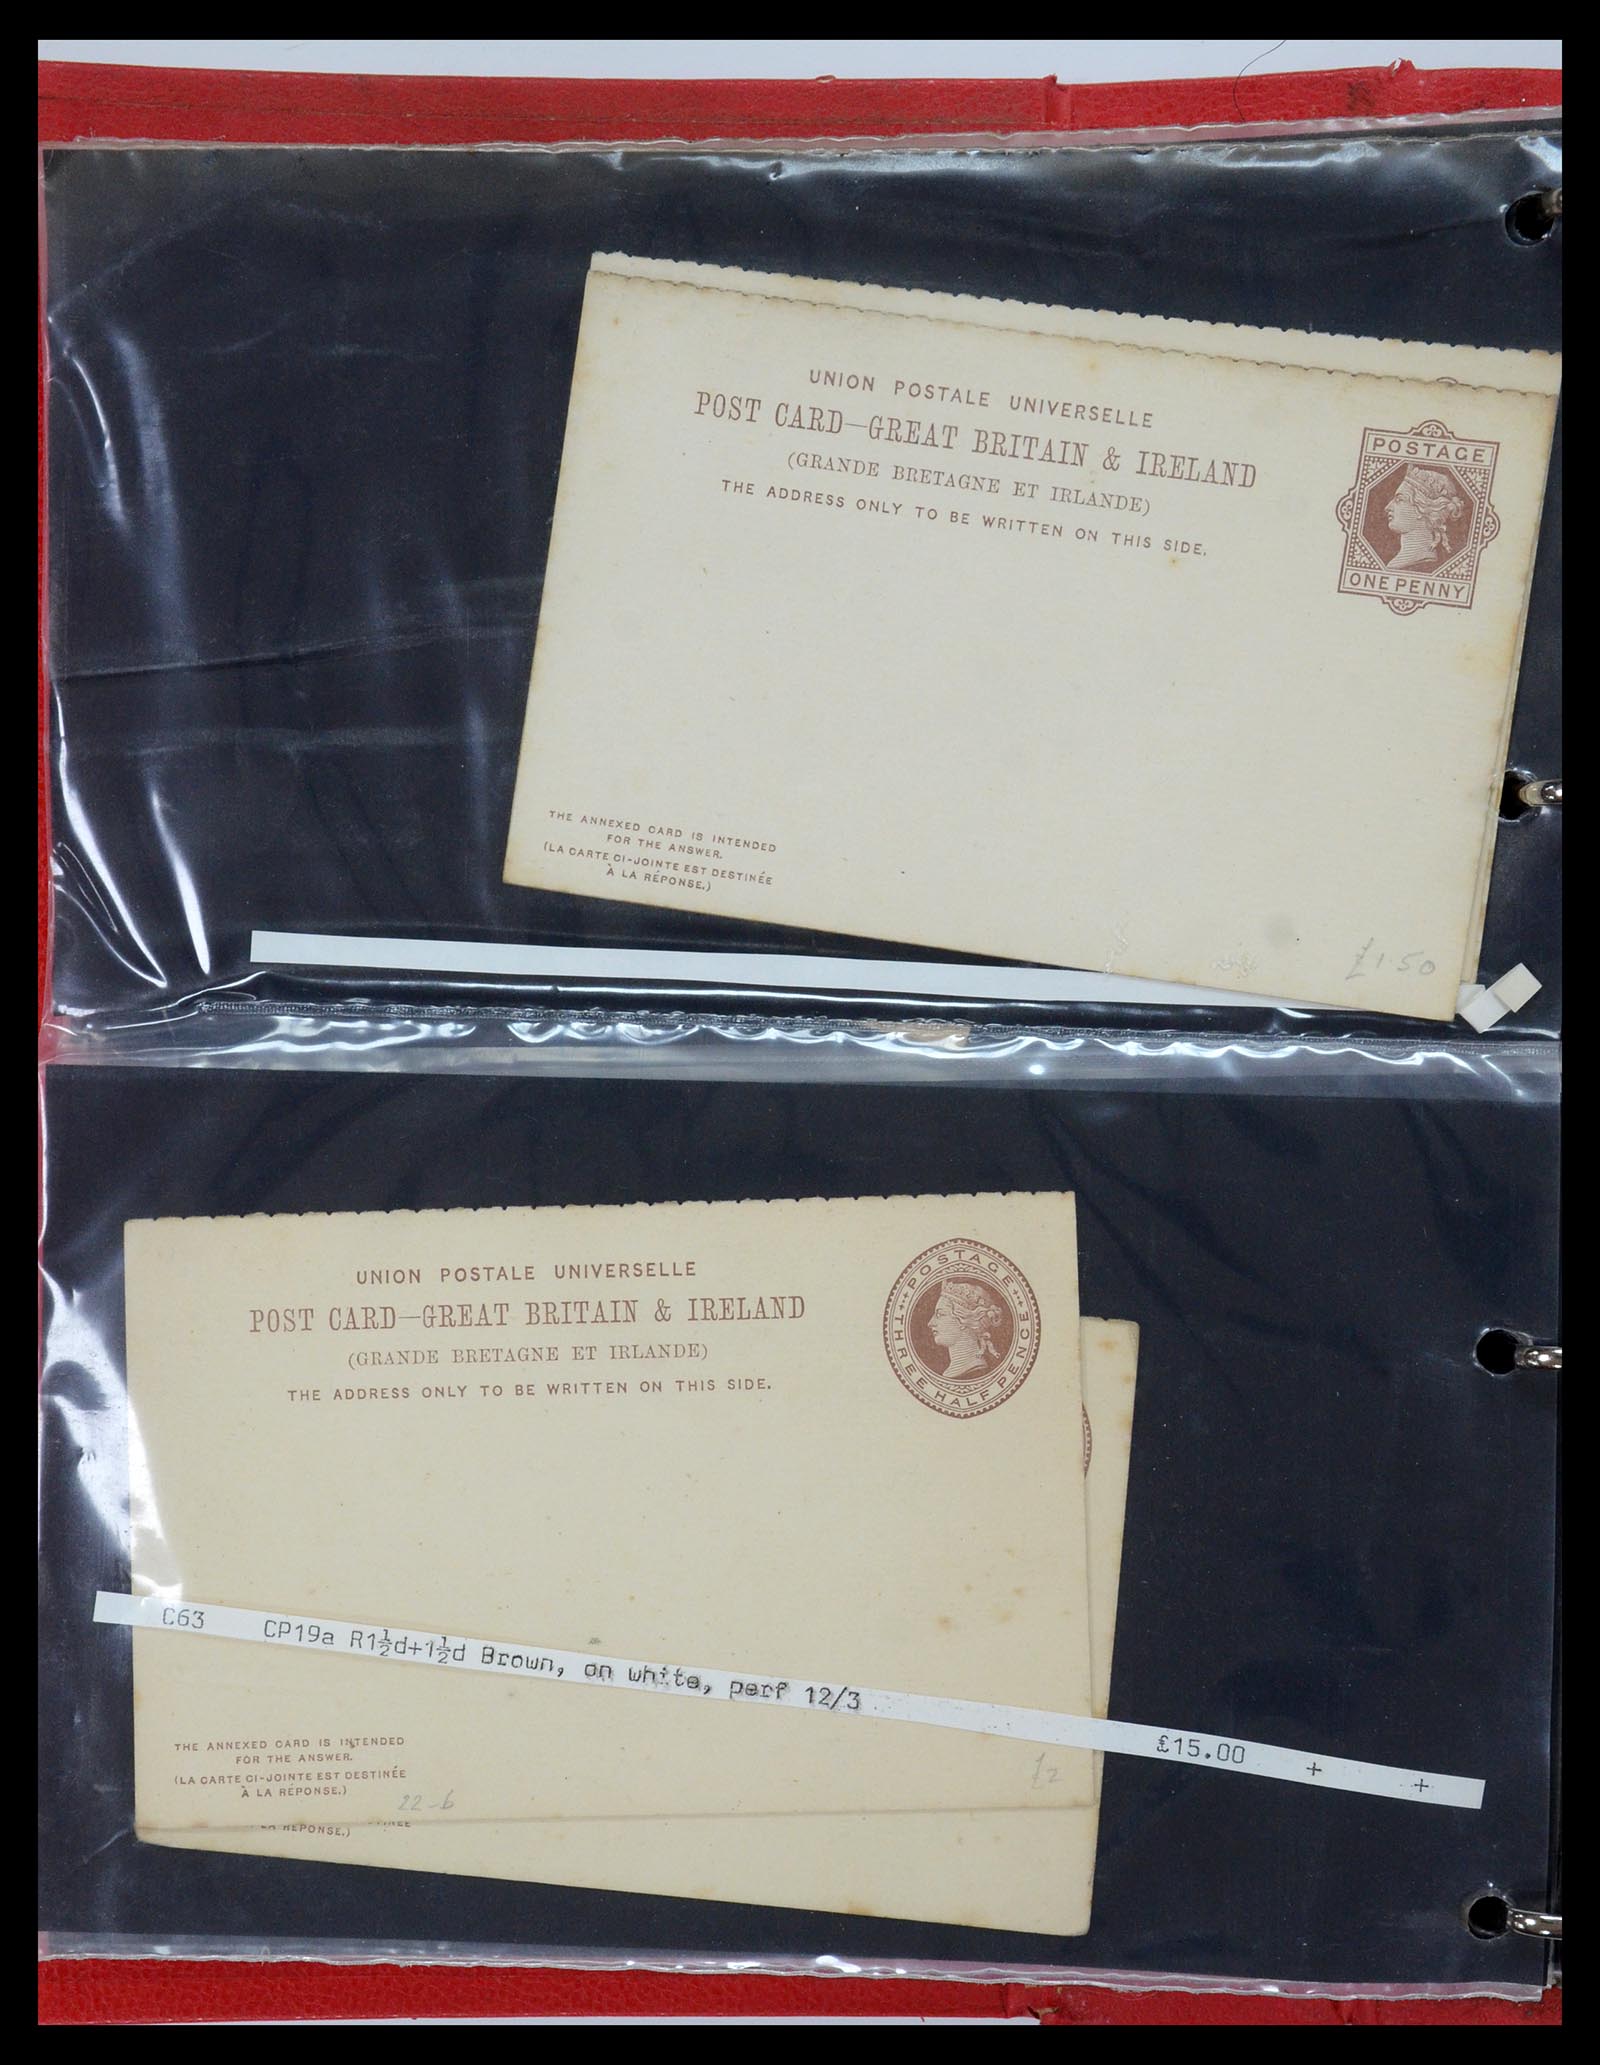 UNION POSTALE UNIVERSELLE
POST CARD—GREAT BRITAIN & IRELAND
(GRANDE BRETAGNE ET IRLANDE)
THE ADDRESS ONLY TO BE WRITTEN ON THIS SIDE.
POSTAGE
ONE PENNY
THE ANNEXED CARD IS INTENDED
FOR THE ANSWER.
(LA CARTE CI-JOINTE EST DESTINÉE
À LA RÉPONSE.)
£1.50
UNION POSTALE UNIVERSELLE
POST CARD—GREAT BRITAIN & IRELAND
(GRANDE BRETAGNE ET IRLANDE)
THE ADDRESS ONLY TO BE WRITTEN ON THIS SIDE.
POSTAGE
THREE HALF PENCE
C63 CP19a R1½d+1½d Brown, on white, perf 12/3 £15.00 + +
THE ANNEXED CARD IS INTENDED
FOR THE ANSWER.
(LA CARTE CI-JOINTE EST DESTINÉE
À LA RÉPONSE.)
22-6
£2
RÉPONSE.)